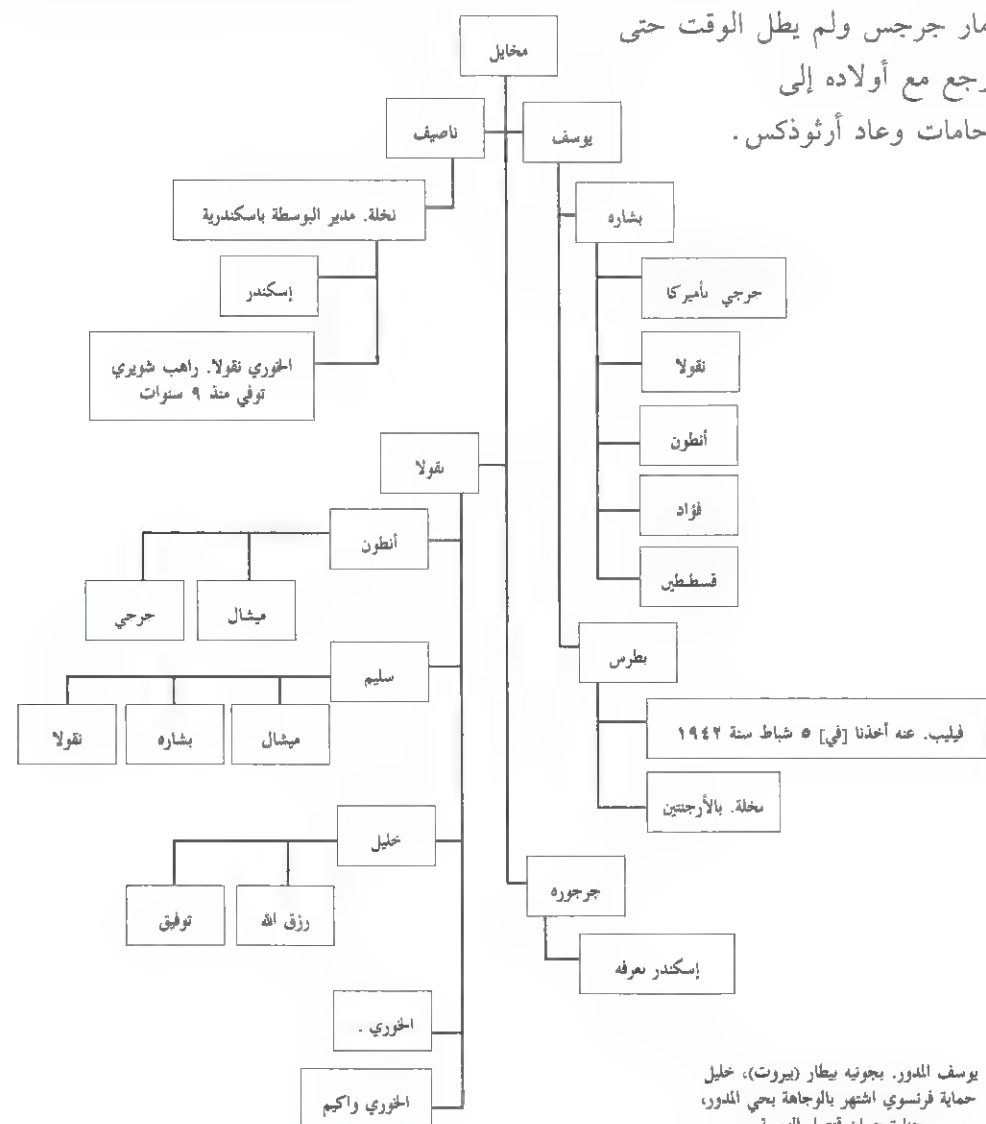 مار جرجس ولم يطل الوقت حتى
رجع مع أولاده إلى
حامات وعاد أرثوذكس.
مخايل
يوسف
ناصيف
بشاره
نخلة. مدير البوسطة باسكندرية
جرجي بأميركا
إسكندر
نقولا
الخوري نقولا. راهب شويري
توفي منذ ٩ سنوات
أنطون
نقولا
فؤاد
أنطون
قسطنطين
ميشال
جرجي
بطرس
سليم
فيليب. عنه أخذنا [في] ٥ شباط سنة ١٩٤٢
ميشال
بشاره
نقولا
نخلة. بالأرجنتين
خليل
جرجوره
رزق الله
توفيق
إسكندر نعرفه
الخوري .
الخوري واكيم
يوسف المدور. بجونيه بيطار (بيروت)، خليل
حماية فرنسوي اشتهر بالوجاهة بحي المدور،